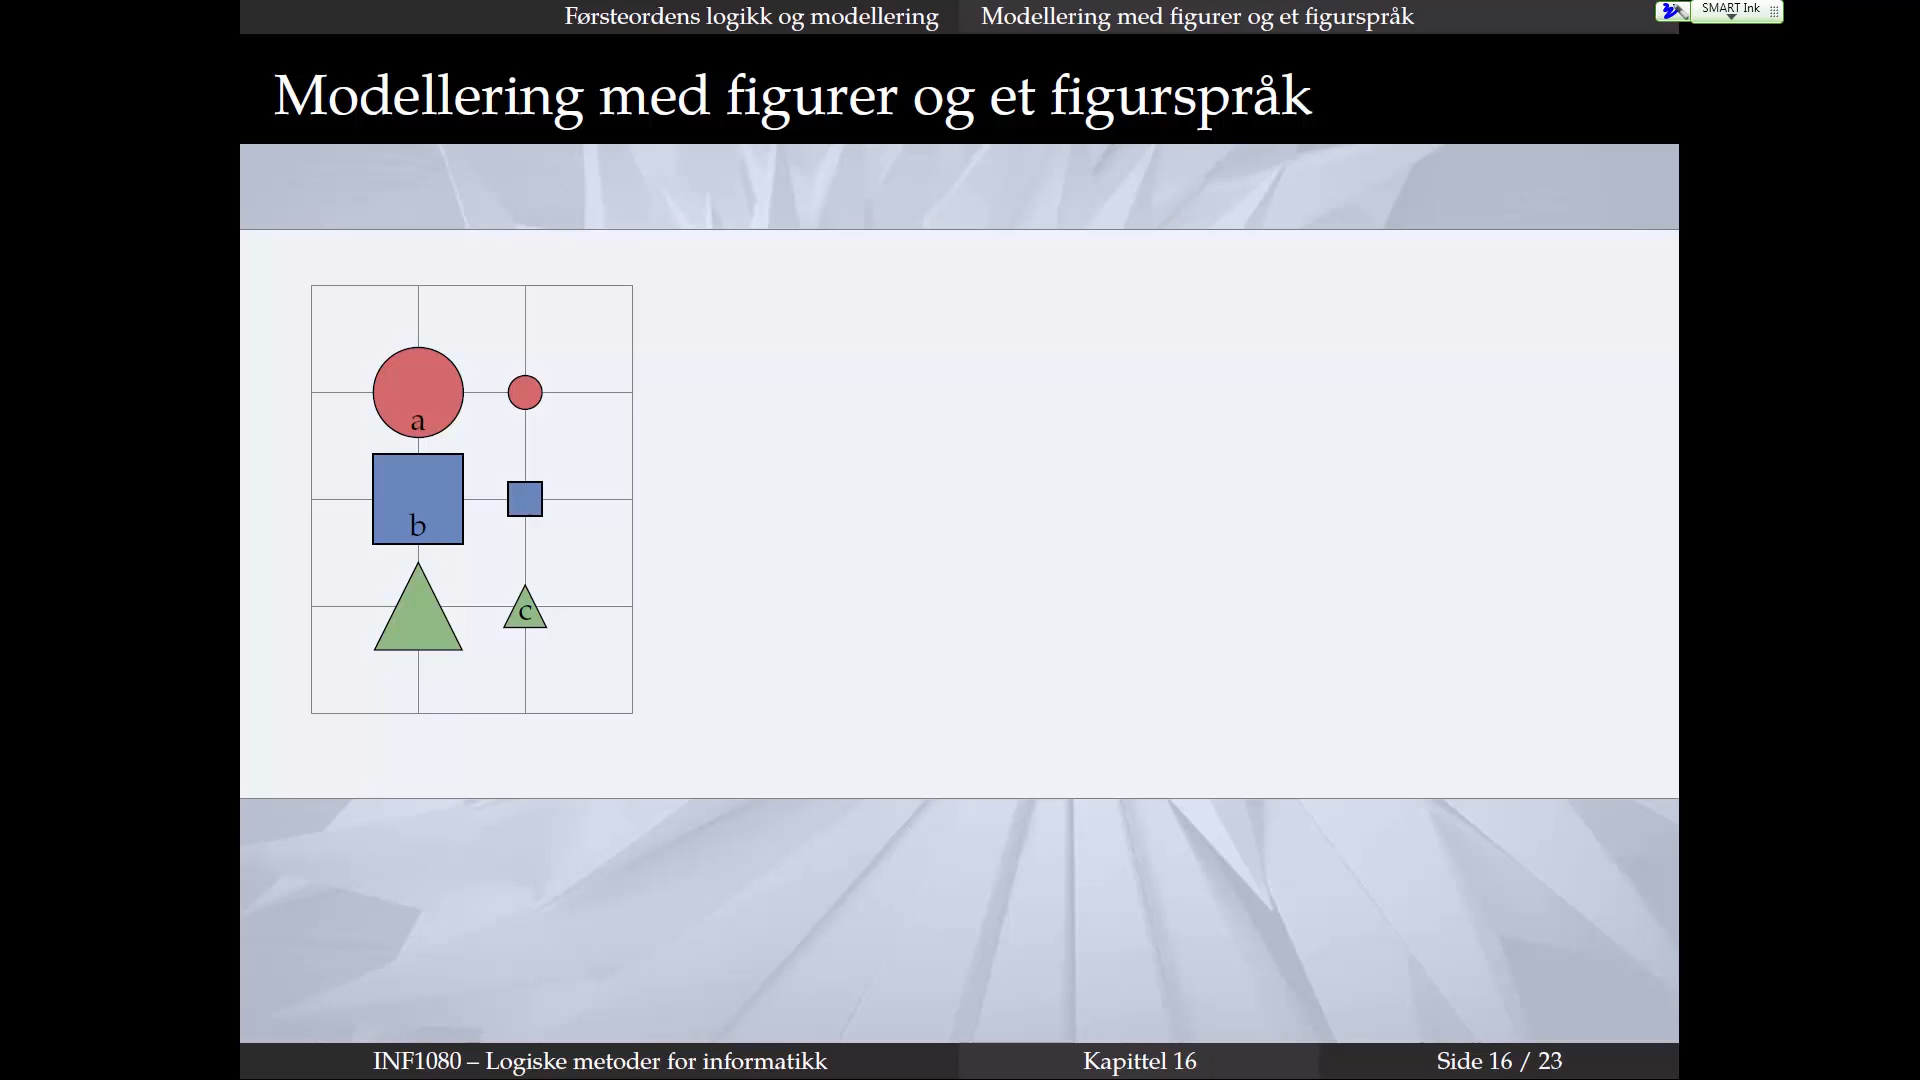 Førsteordens logikk og modellering Modellering med figurer og et figurspråk
SMART Ink
Modellering med figurer og et figurspråk
a
b
c
INF1080 – Logiske metoder for informatikk Kapittel 16 Side 16 / 23